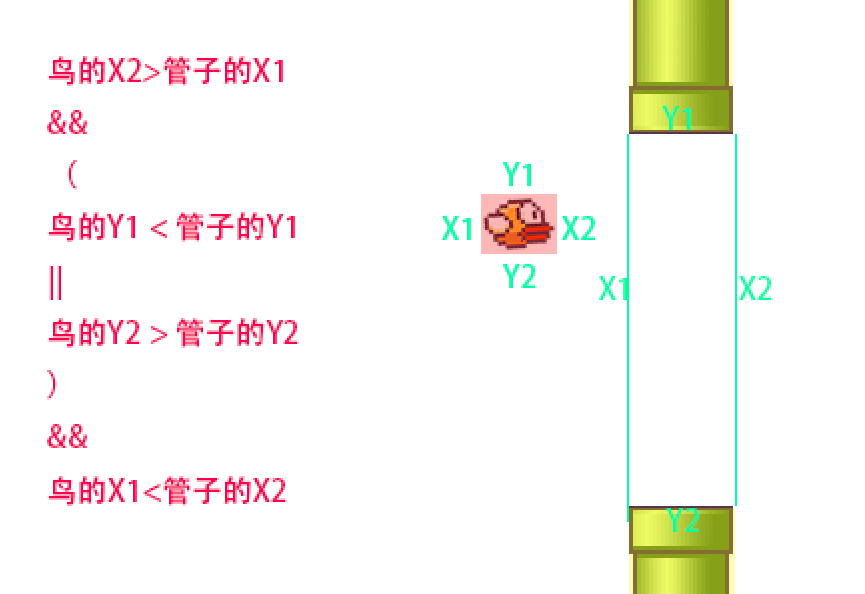 鸟的X2>管子的X1
&&
(
鸟的Y1 < 管子的Y1
||
鸟的Y2 > 管子的Y2
)
&&
鸟的X1<管子的X2
Y1
Y1
X1
X2
Y2
X1
X2
Y2